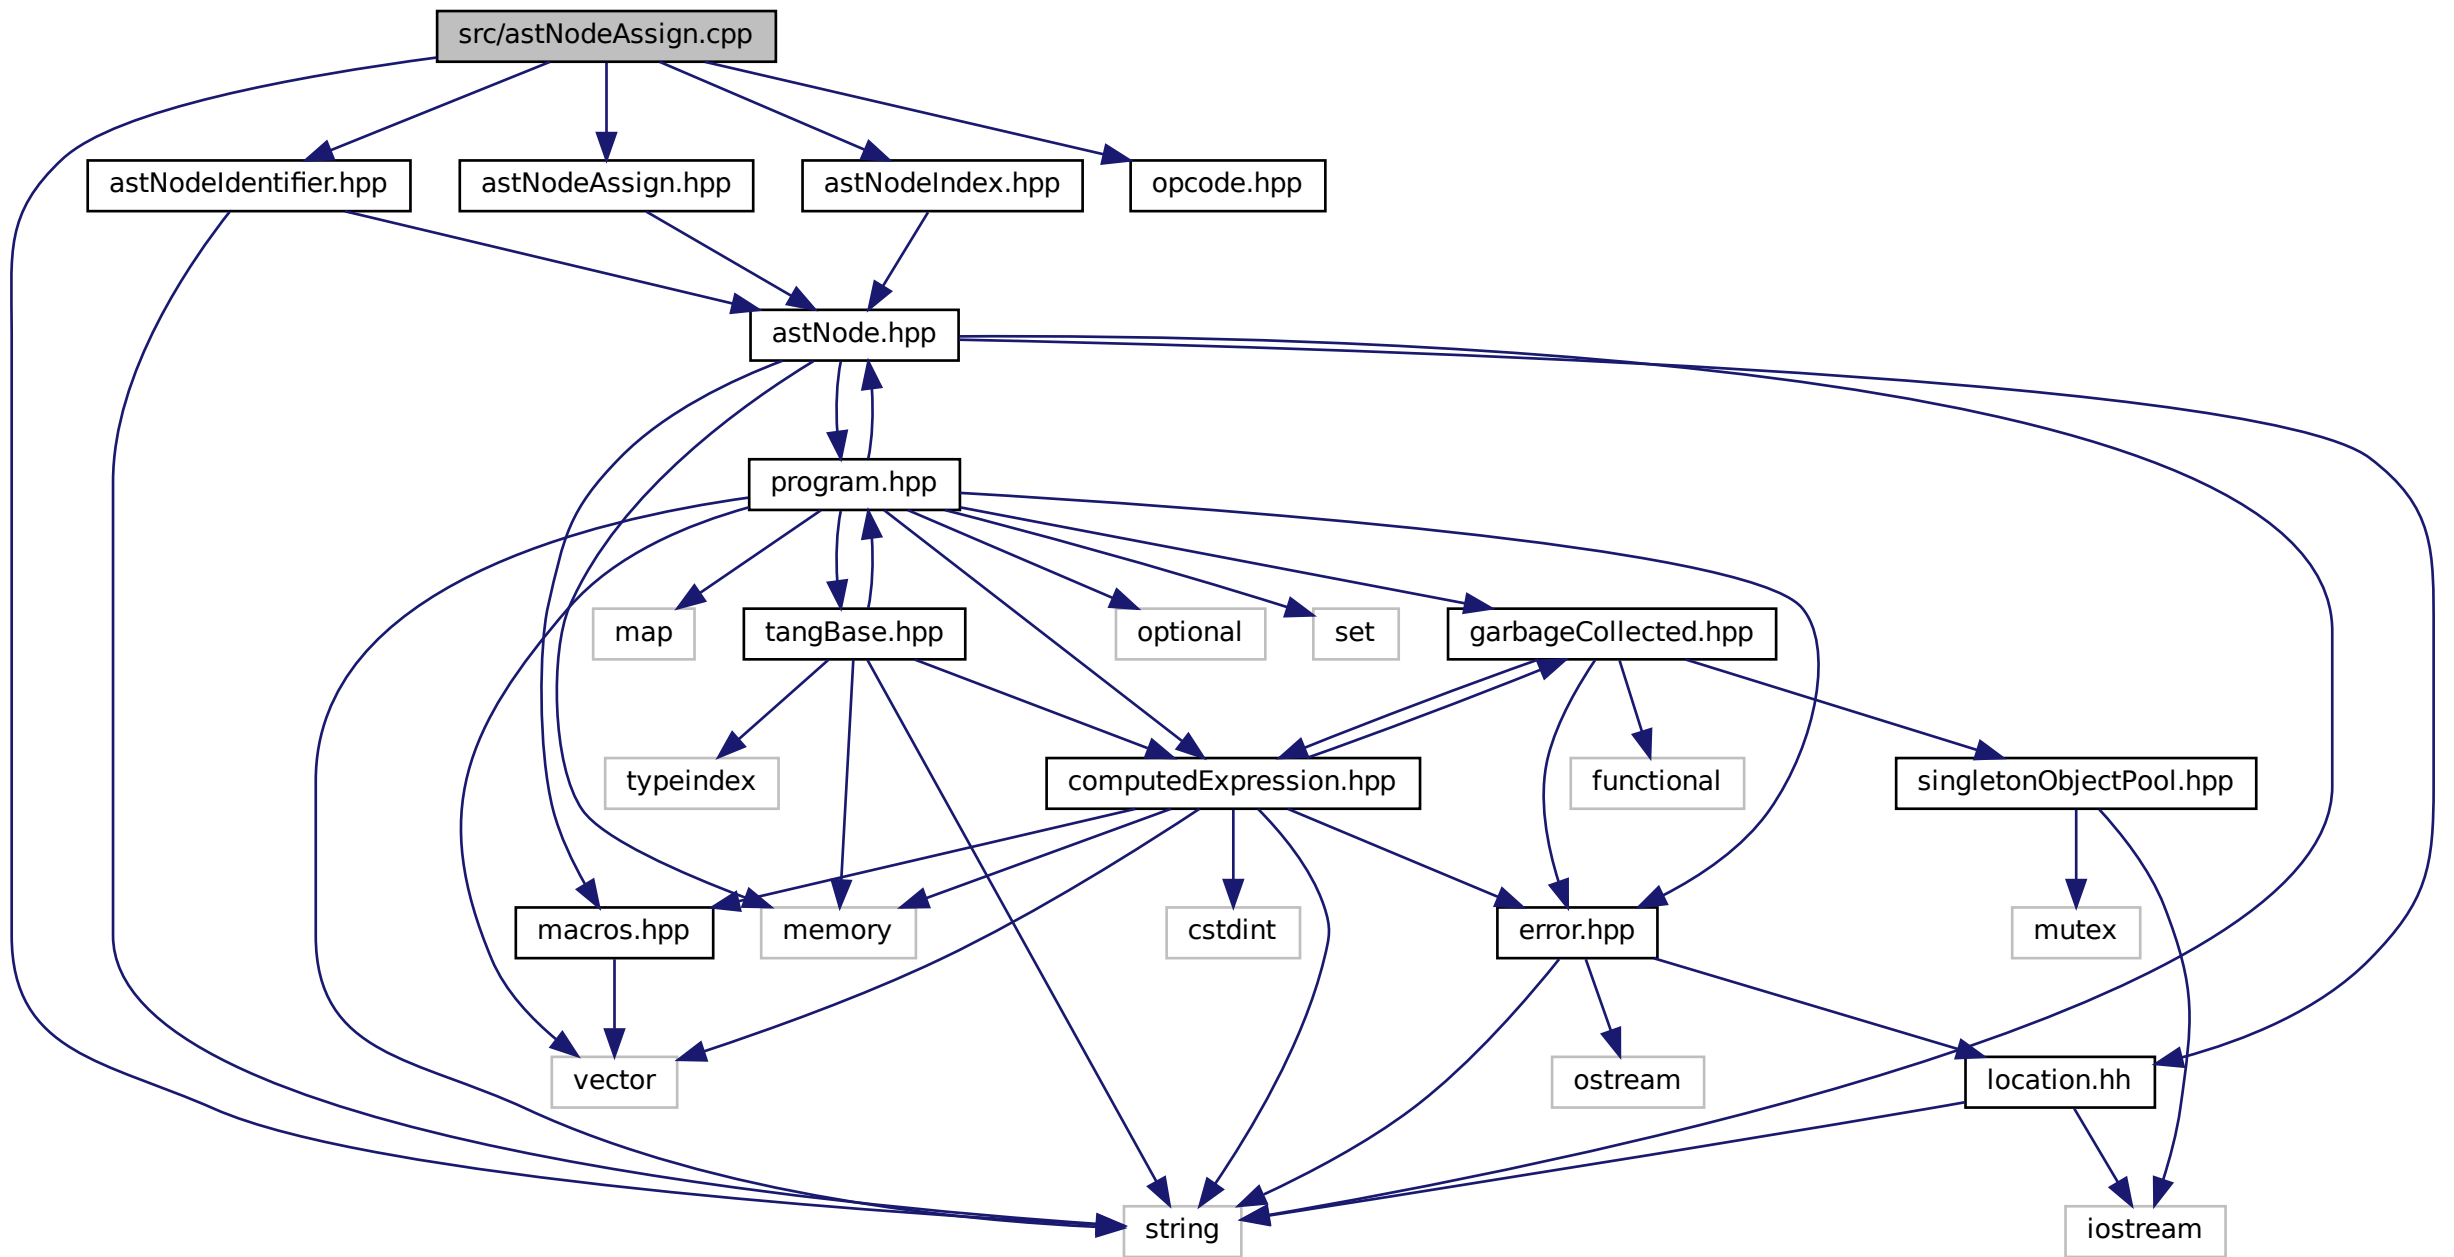 src/astNodeAssign.cpp
astNodeIdentifier.hpp
astNodeAssign.hpp
astNodeIndex.hpp
opcode.hpp
astNode.hpp
program.hpp
map
tangBase.hpp
optional
set
garbageCollected.hpp
typeindex
computedExpression.hpp
functional
singletonObjectPool.hpp
macros.hpp
memory
cstdint
error.hpp
mutex
vector
ostream
location.hh
string
iostream